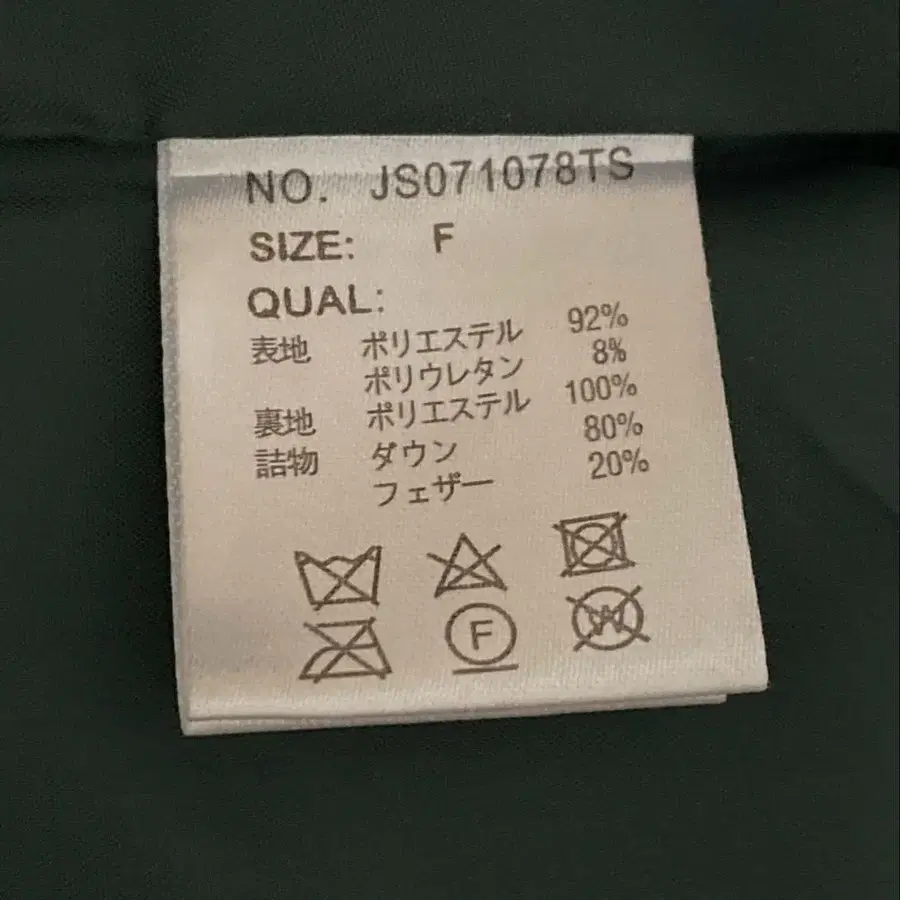 NO. JS071078TS
SIZE: F
QUAL:
表地 ポリエステル 92%
ポリウレタン 8%
裏地 ポリエステル 100%
詰物 ダウン 80%
フェザー 20%
F W